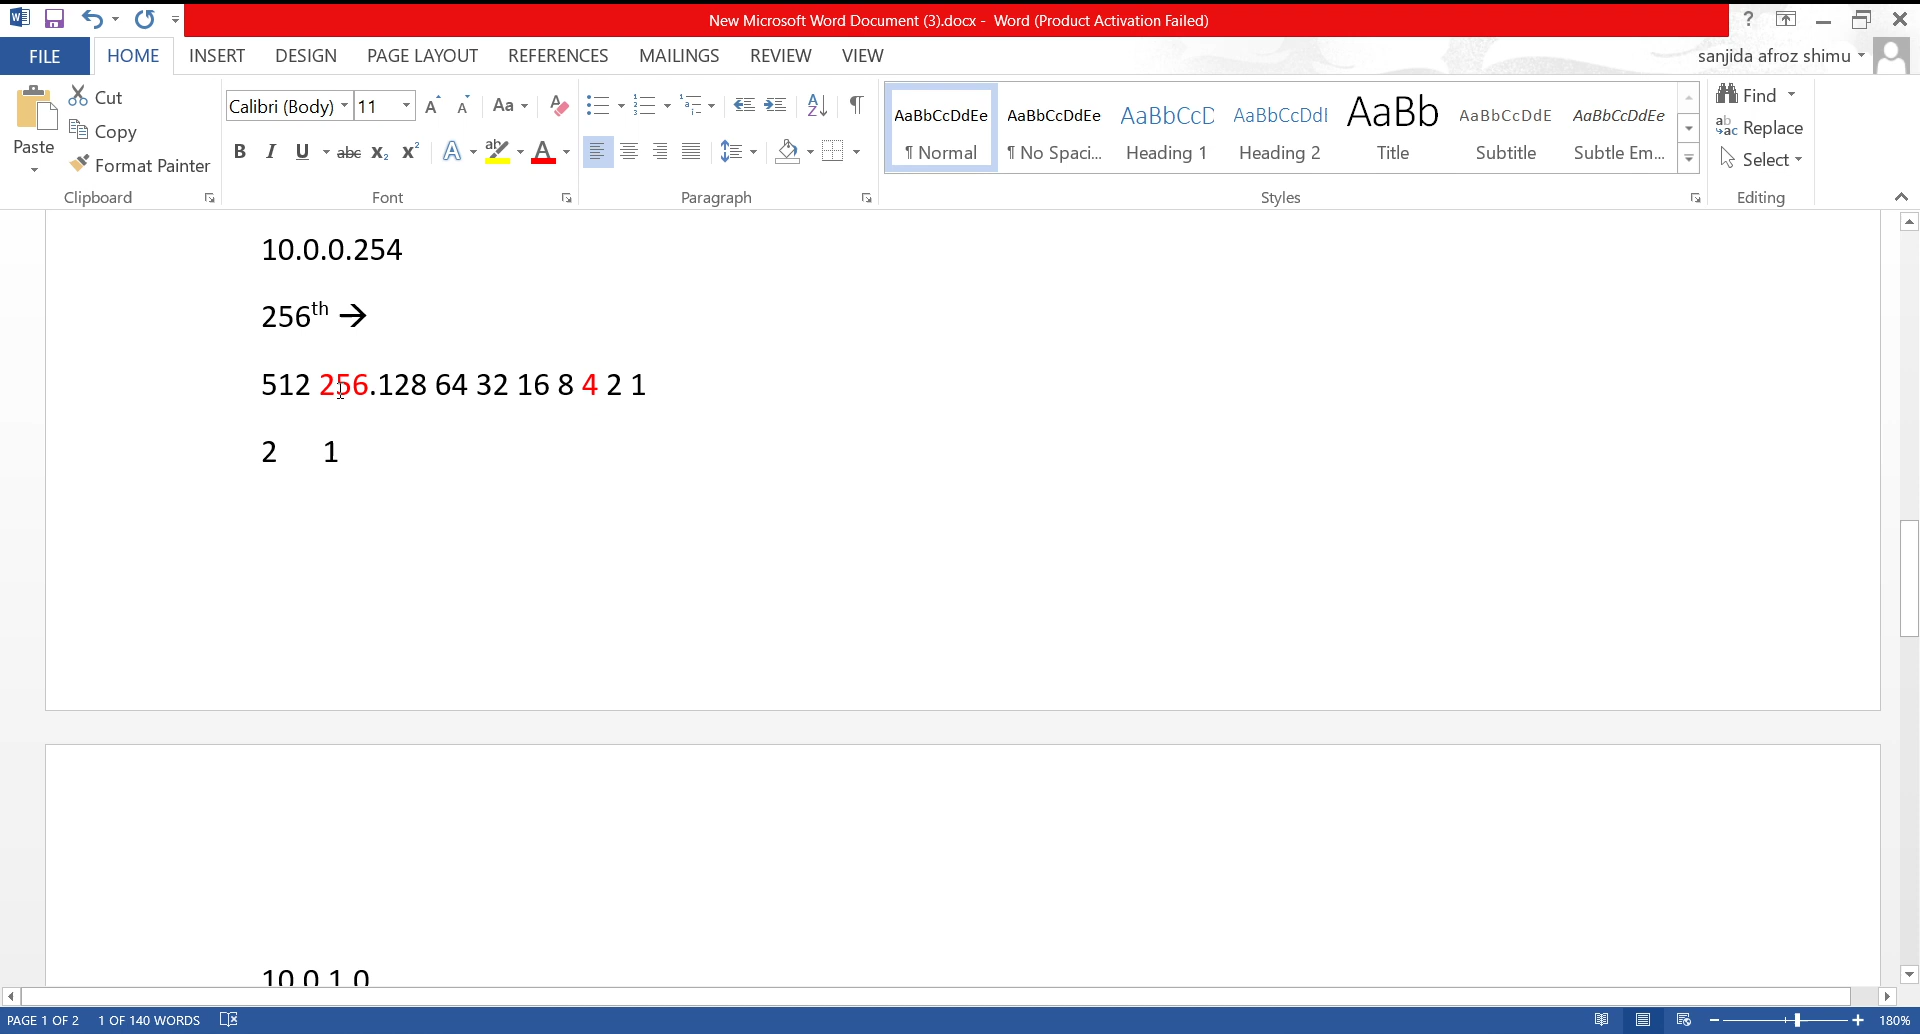 New Microsoft Word Document (3).docx - Word (Product Activation Failed)
?
FILE HOME INSERT DESIGN PAGE LAYOUT REFERENCES MAILINGS REVIEW VIEW
sanjida afroz shimu
Paste
Cut
Copy
Format Painter
Clipboard
Calibri (Body) 11
Font
Paragraph
AaBbCcDdEe AaBbCcDdEe AaBbCcD AaBbCcDdI AaBb AaBbCcDdE AaBbCcDdEe
¶ Normal ¶ No Spaci... Heading 1 Heading 2 Title Subtitle Subtle Em...
Styles
Find
Replace
Select
Editing
10.0.0.254
256th →
512 256.128 64 32 16 8 4 2 1
2 1
10.0.1.0
PAGE 1 OF 2 1 OF 140 WORDS
180%